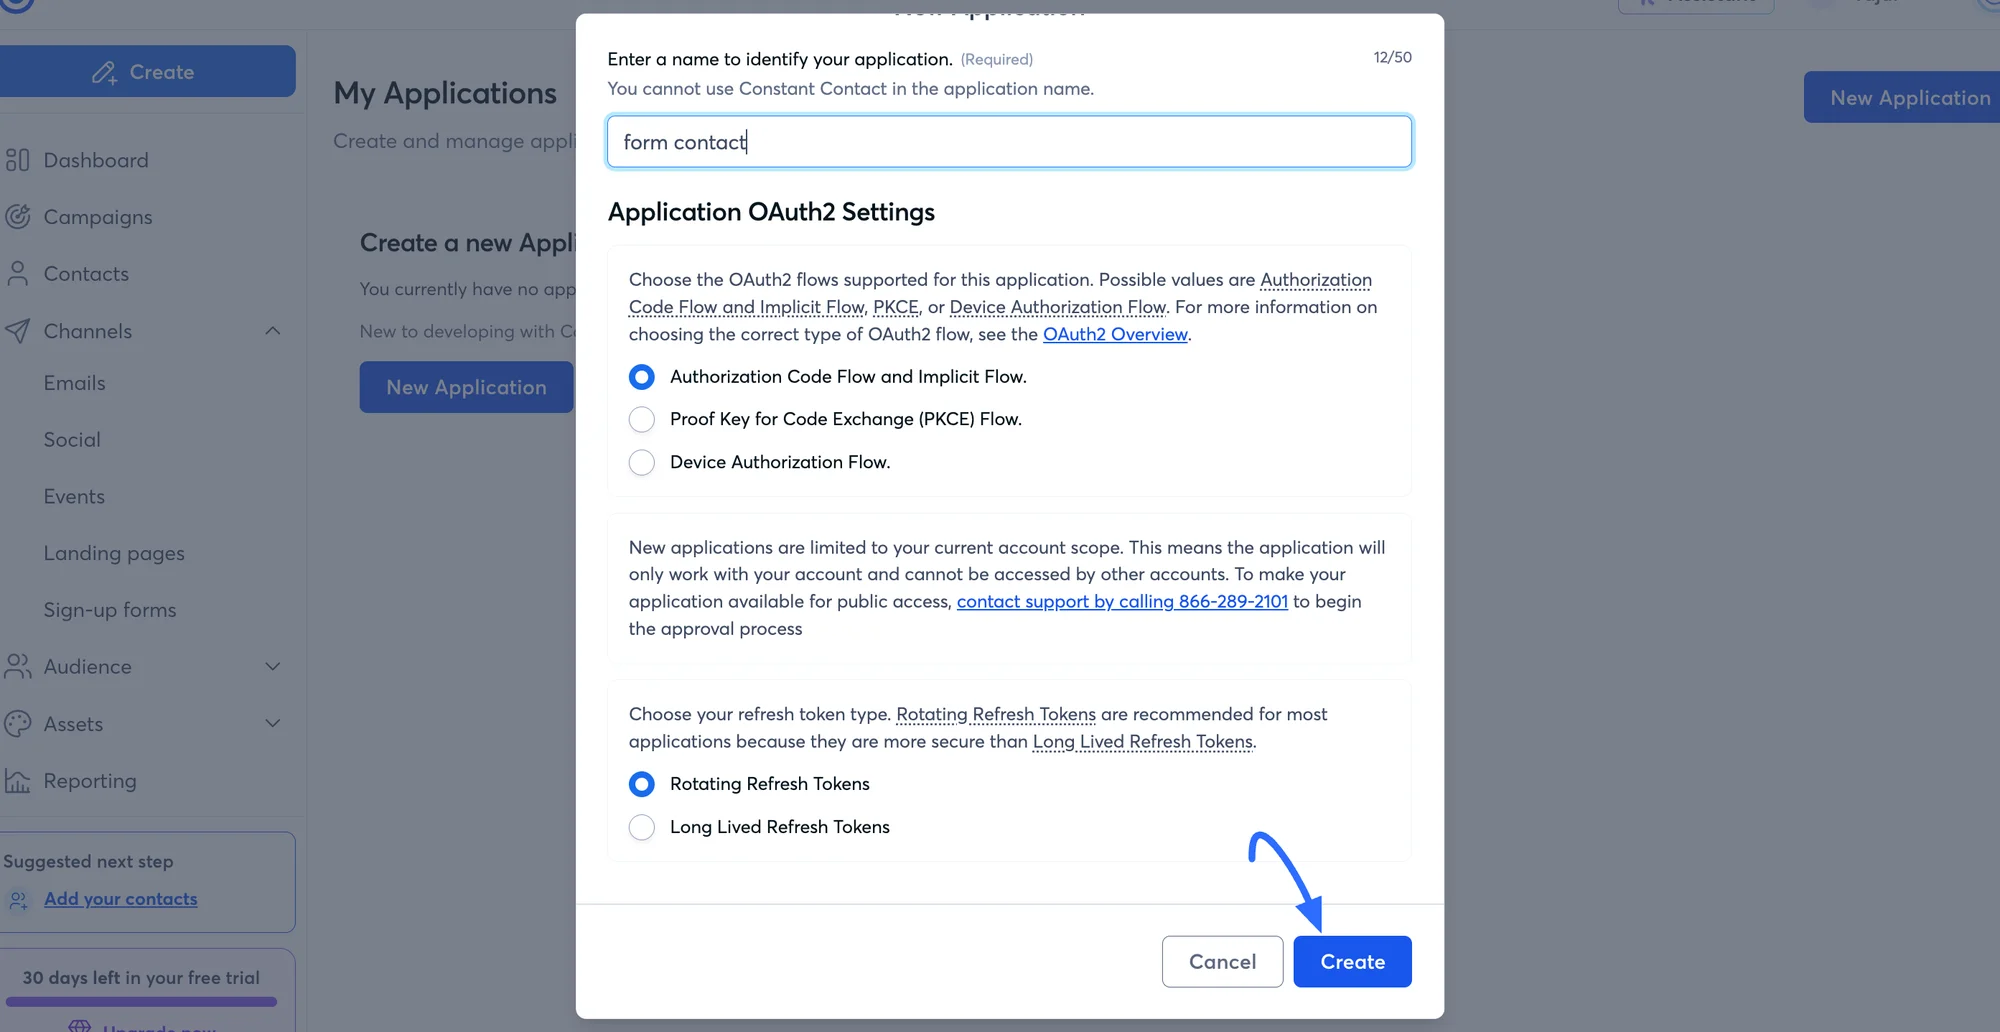 New Application
Create
Dashboard
Campaigns
Contacts
Channels
Emails
Social
Events
Landing pages
Sign-up forms
Audience
Assets
Reporting
Suggested next step
Add your contacts
30 days left in your free trial
Upgrade now
My Applications
Create and manage appli
New Application
Create a new Appli
You currently have no app
New to developing with Co
New Application
Enter a name to identify your application. (Required)
12/50
You cannot use Constant Contact in the application name.
form contact
Application OAuth2 Settings
Choose the OAuth2 flows supported for this application. Possible values are Authorization
Code Flow and Implicit Flow, PKCE, or Device Authorization Flow. For more information on
choosing the correct type of OAuth2 flow, see the OAuth2 Overview.
Authorization Code Flow and Implicit Flow.
Proof Key for Code Exchange (PKCE) Flow.
Device Authorization Flow.
New applications are limited to your current account scope. This means the application will
only work with your account and cannot be accessed by other accounts. To make your
application available for public access, contact support by calling 866-289-2101 to begin
the approval process
Choose your refresh token type. Rotating Refresh Tokens are recommended for most
applications because they are more secure than Long Lived Refresh Tokens.
Rotating Refresh Tokens
Long Lived Refresh Tokens
Cancel
Create